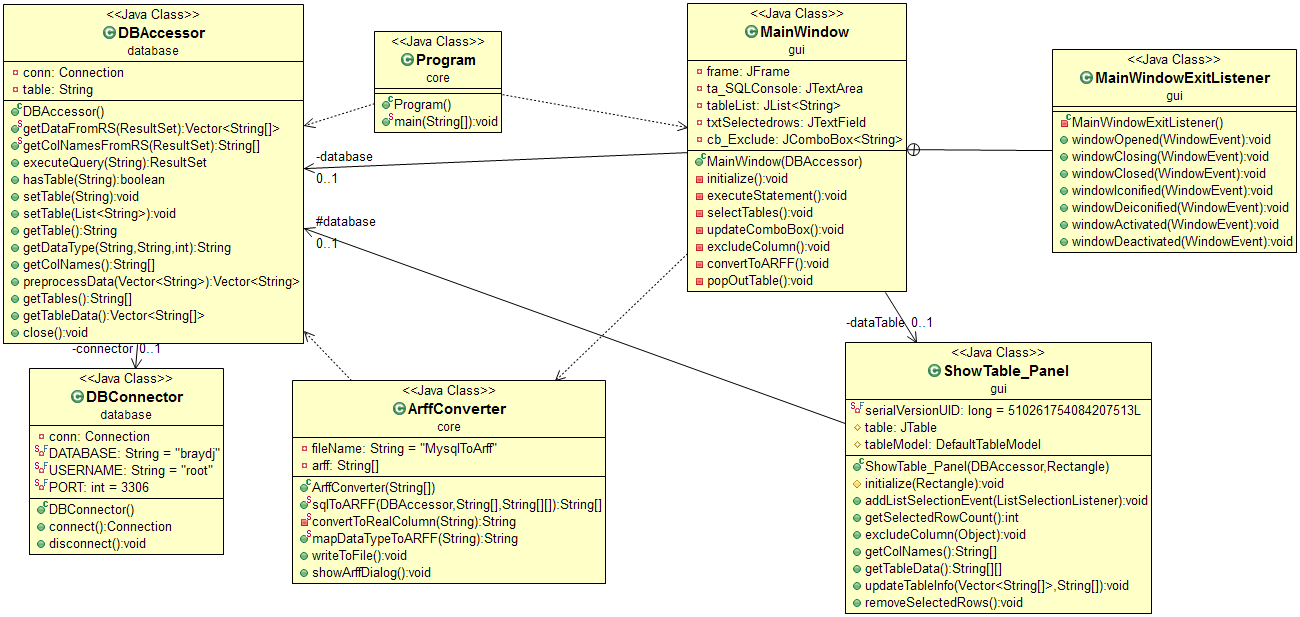 <<Java Class>>
DBAccessor
database
conn: Connection
table: String
DBAccessor()
getDataFromRS(ResultSet):Vector<String[]>
getColNamesFromRS(ResultSet):String[]
executeQuery(String):ResultSet
hasTable(String):boolean
setTable(String):void
setTable(List<String>):void
getTable():String
getDataType(String,String,int):String
getColNames():String[]
preprocessData(Vector<String>):Vector<String>
getTables():String[]
getTableData():Vector<String[]>
close():void
<<Java Class>>
Program
core
Program()
main(String[]):void
<<Java Class>>
MainWindow
gui
frame: JFrame
ta_SQLConsole: JTextArea
tableList: JList<String>
txtSelectedrows: JTextField
cb_Exclude: JComboBox<String>
MainWindow(DBAccessor)
initialize():void
executeStatement():void
selectTables():void
updateComboBox():void
excludeColumn():void
convertToARFF():void
popOutTable():void
<<Java Class>>
MainWindowExitListener
gui
MainWindowExitListener()
windowOpened(WindowEvent):void
windowClosing(WindowEvent):void
windowClosed(WindowEvent):void
windowIconified(WindowEvent):void
windowDeiconified(WindowEvent):void
windowActivated(WindowEvent):void
windowDeactivated(WindowEvent):void
-database
0..1
#database
0..1
-connector 0..1
-dataTable 0..1
<<Java Class>>
DBConnector
database
conn: Connection
DATABASE: String = "braydj"
USERNAME: String = "root"
PORT: int = 3306
DBConnector()
connect():Connection
disconnect():void
<<Java Class>>
ArffConverter
core
fileName: String = "MysqlToArff"
arff: String[]
ArffConverter(String[])
sqlToARFF(DBAccessor,String[],String[][]):String[]
convertToRealColumn(String):String
mapDataTypeToARFF(String):String
writeToFile():void
showArffDialog():void
<<Java Class>>
ShowTable_Panel
gui
serialVersionUID: long = 510261754084207513L
table: JTable
tableModel: DefaultTableModel
ShowTable_Panel(DBAccessor,Rectangle)
initialize(Rectangle):void
addListSelectionEvent(ListSelectionListener):void
getSelectedRowCount():int
excludeColumn(Object):void
getColNames():String[]
getTableData():String[][]
updateTableInfo(Vector<String[]>,String[]):void
removeSelectedRows():void